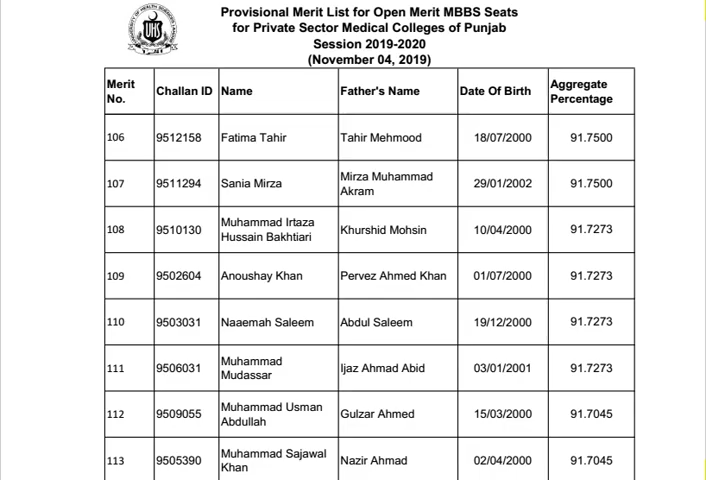 Provisional Merit List for Open Merit MBBS Seats
for Private Sector Medical Colleges of Punjab
Session 2019-2020
(November 04, 2019)
UHS
Merit No. Challan ID Name Father's Name Date Of Birth Aggregate Percentage
106 9512158 Fatima Tahir Tahir Mehmood 18/07/2000 91.7500
107 9511294 Sania Mirza Mirza Muhammad Akram 29/01/2002 91.7500
108 9510130 Muhammad Irtaza Hussain Bakhtiari Khurshid Mohsin 10/04/2000 91.7273
109 9502604 Anoushay Khan Pervez Ahmed Khan 01/07/2000 91.7273
110 9503031 Naaemah Saleem Abdul Saleem 19/12/2000 91.7273
111 9506031 Muhammad Mudassar Ijaz Ahmad Abid 03/01/2001 91.7273
112 9509055 Muhammad Usman Abdullah Gulzar Ahmed 15/03/2000 91.7045
113 9505390 Muhammad Sajawal Khan Nazir Ahmad 02/04/2000 91.7045